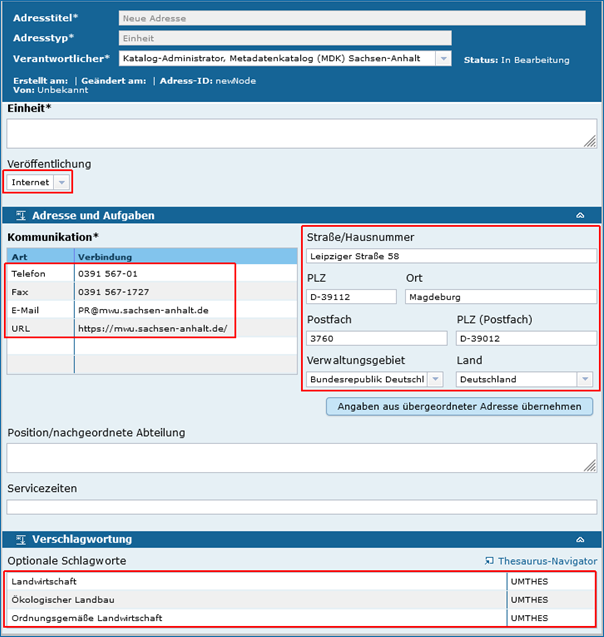 Adresstitel* Neue Adresse
Adresstyp* Einheit
Verantwortlicher* Katalog-Administrator, Metadatenkatalog (MDK) Sachsen-Anhalt Status: In Bearbeitung
Erstellt am: | Geändert am: | Adress-ID: newNode
Von: Unbekannt
Einheit*
Veröffentlichung
Internet
Adresse und Aufgaben
Kommunikation*
Art Verbindung
Telefon 0391 567-01
Fax 0391 567-1727
E-Mail PR@mwu.sachsen-anhalt.de
URL https://mwu.sachsen-anhalt.de/
Straße/Hausnummer
Leipziger Straße 58
PLZ Ort
D-39112 Magdeburg
Postfach PLZ (Postfach)
3760 D-39012
Verwaltungsgebiet Land
Bundesrepublik Deutschl Deutschland
Angaben aus übergeordneter Adresse übernehmen
Position/nachgeordnete Abteilung
Servicezeiten
Verschlagwortung
Optionale Schlagworte Thesaurus-Navigator
Landwirtschaft UMTHES
Ökologischer Landbau UMTHES
Ordnungsgemäße Landwirtschaft UMTHES